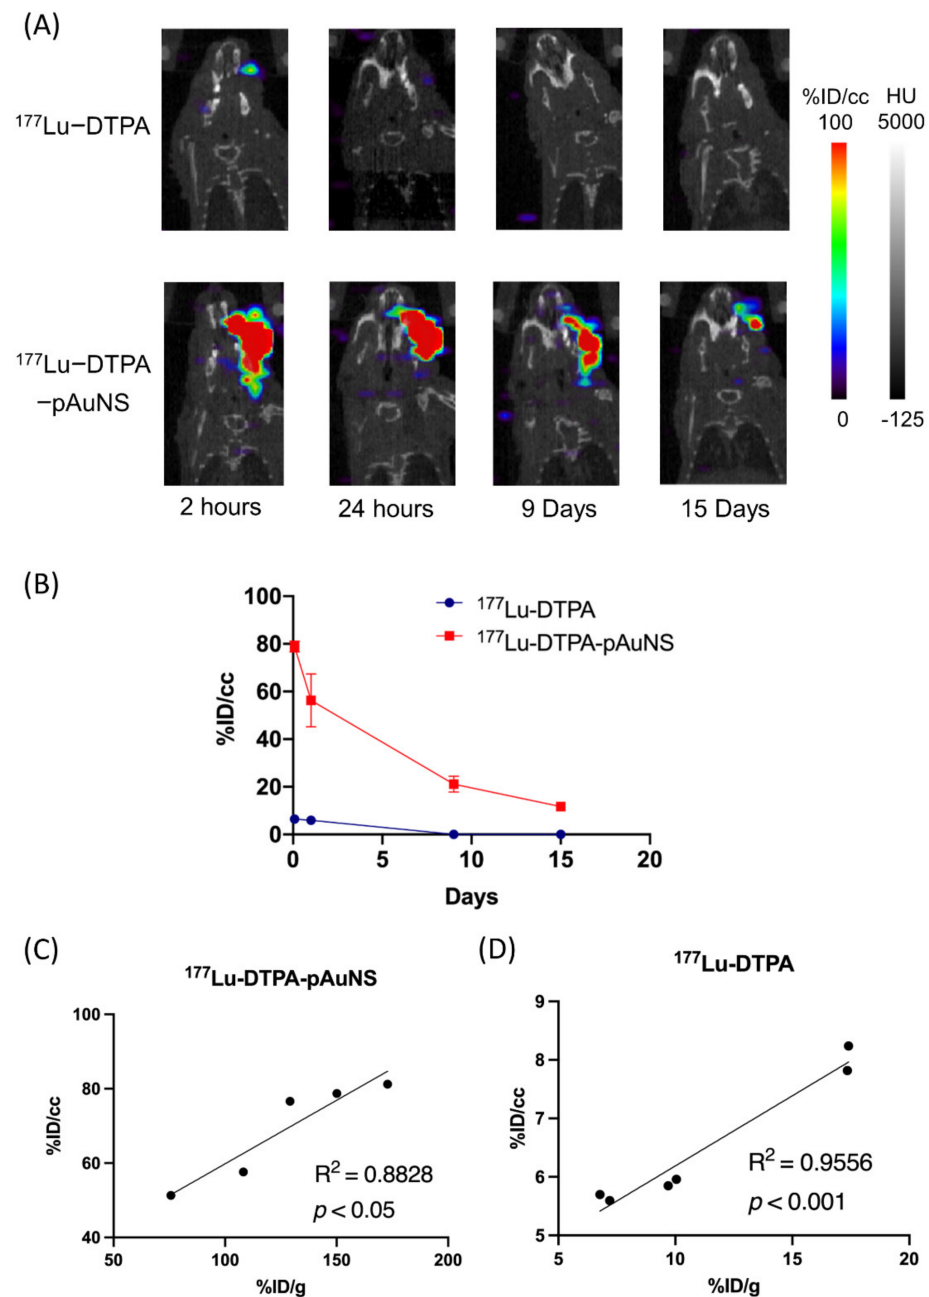 (A)
%ID/cc HU
100 5000
¹⁷⁷Lu–DTPA
¹⁷⁷Lu–DTPA
–pAuNS
0 -125
2 hours 24 hours 9 Days 15 Days
(B)
100
80
60
40
20
0
%ID/cc
¹⁷⁷Lu-DTPA
¹⁷⁷Lu-DTPA-pAuNS
0 5 10 15 20
Days
(C)
¹⁷⁷Lu-DTPA-pAuNS
100
80
60
40
%ID/cc
R² = 0.8828
p < 0.05
50 100 150 200
%ID/g
(D)
¹⁷⁷Lu-DTPA
9
8
7
6
5
%ID/cc
R² = 0.9556
p < 0.001
5 10 15 20
%ID/g